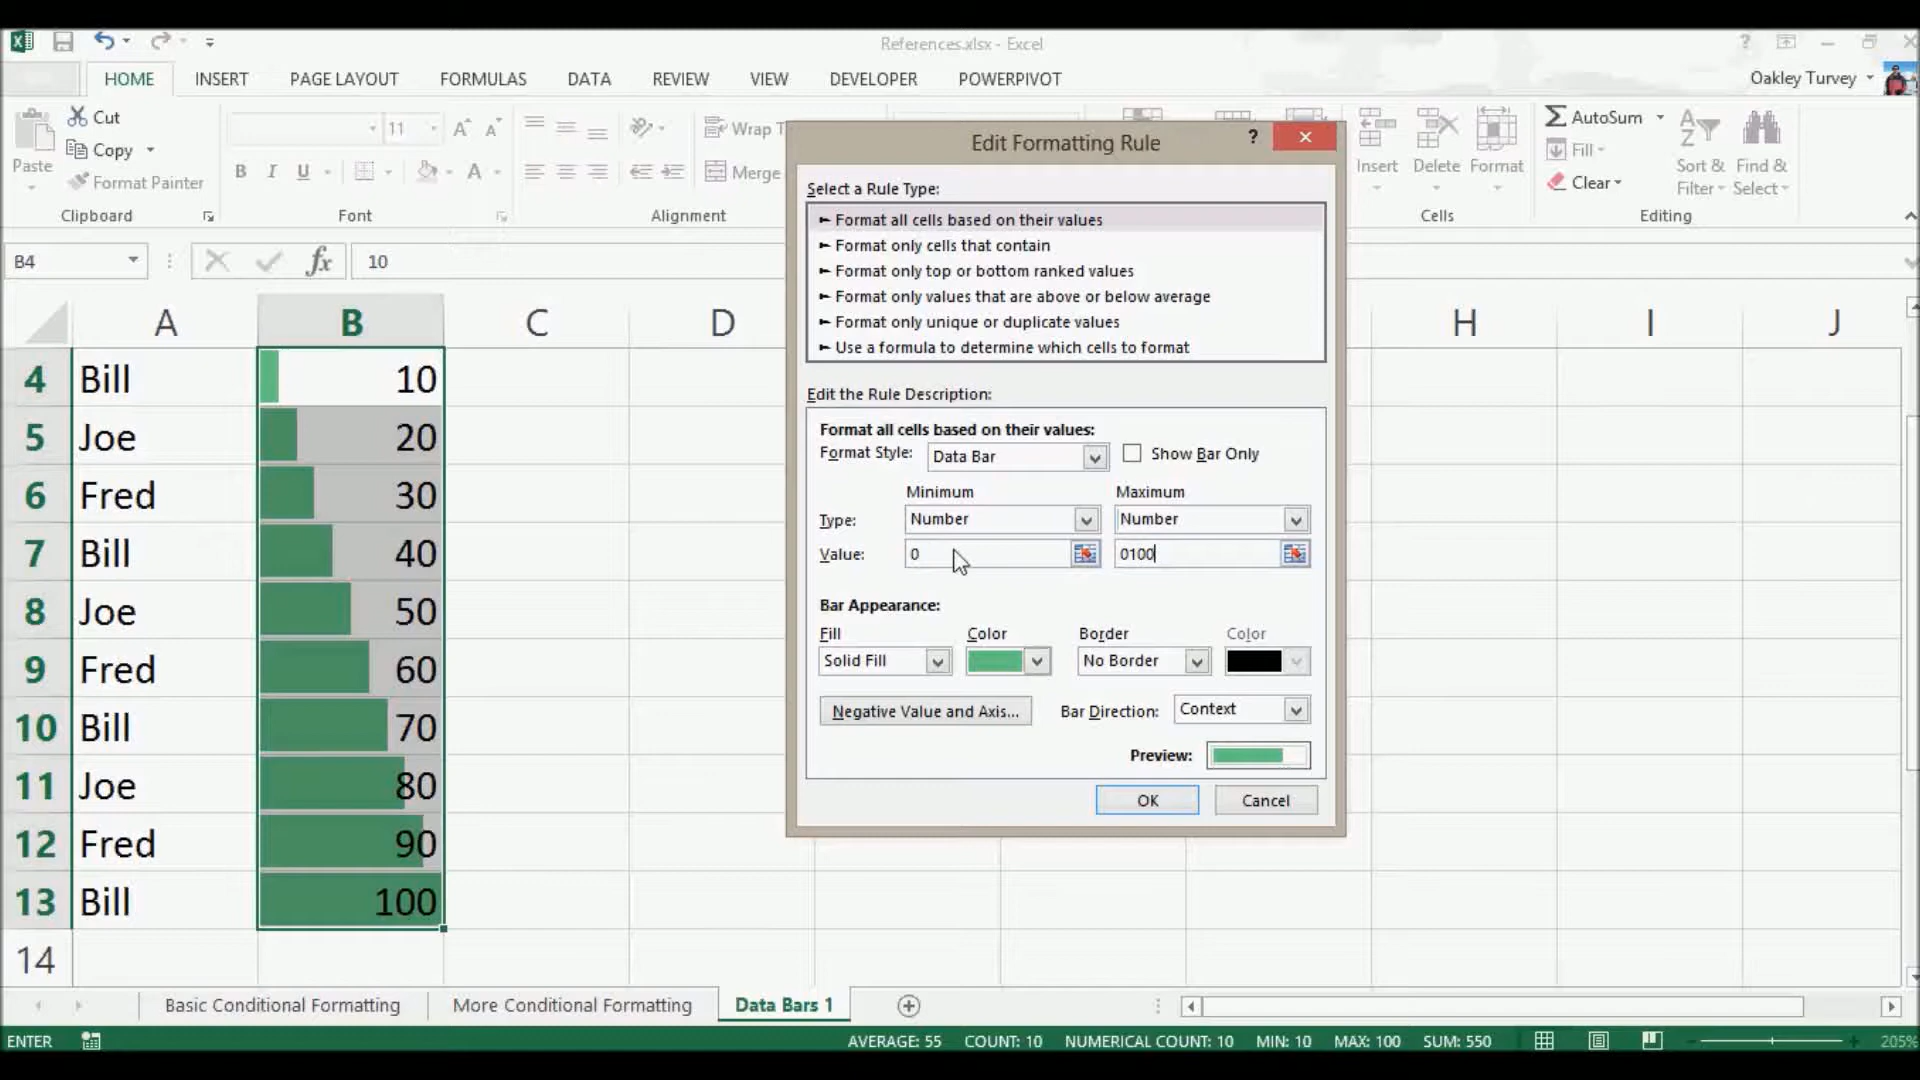 References.xlsx - Excel
?
HOME INSERT PAGE LAYOUT FORMULAS DATA REVIEW VIEW DEVELOPER POWERPIVOT
Oakley Turvey
Paste
Cut
Copy
Format Painter
Clipboard
11
B I U
A
Font
Wrap T
Merge
Alignment
Insert Delete Format
Cells
AutoSum
Fill
Clear
Sort & Filter
Find & Select
Editing
B4
fx
10
A B C D H I J
4 Bill 10
5 Joe 20
6 Fred 30
7 Bill 40
8 Joe 50
9 Fred 60
10 Bill 70
11 Joe 80
12 Fred 90
13 Bill 100
14
Edit Formatting Rule
?
Select a Rule Type:
► Format all cells based on their values
► Format only cells that contain
► Format only top or bottom ranked values
► Format only values that are above or below average
► Format only unique or duplicate values
► Use a formula to determine which cells to format
Edit the Rule Description:
Format all cells based on their values:
Format Style: Data Bar Show Bar Only
Minimum Maximum
Type: Number Number
Value: 0 0100
Bar Appearance:
Fill Color Border Color
Solid Fill No Border
Negative Value and Axis... Bar Direction: Context
Preview:
OK Cancel
Basic Conditional Formatting More Conditional Formatting Data Bars 1
ENTER AVERAGE: 55 COUNT: 10 NUMERICAL COUNT: 10 MIN: 10 MAX: 100 SUM: 550 205%